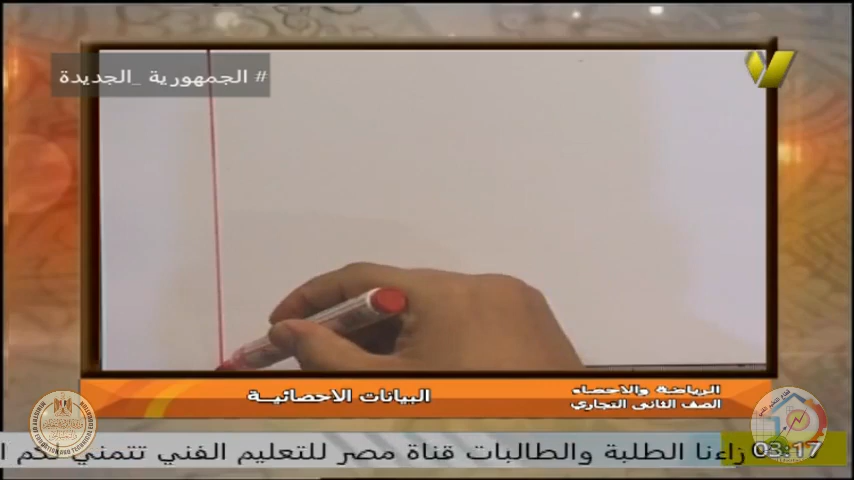 # الجمهورية _الجديدة
الرياضة والاحصاء
الصف الثانى التجاري
البيانات الاحصائيــة
زاءنا الطلبة والطالبات قناة مصر للتعليم الفني تتمني لكم ا
03:17